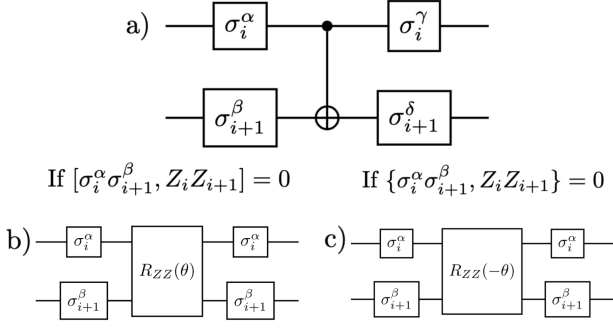 a) σ_i^α σ_i^γ
σ_{i+1}^β σ_{i+1}^δ
If [σ_i^α σ_{i+1}^β, Z_i Z_{i+1}] = 0 If {σ_i^α σ_{i+1}^β, Z_i Z_{i+1}} = 0
b) σ_i^α R_{ZZ}(θ) σ_i^α c) σ_i^α R_{ZZ}(−θ) σ_i^α
σ_{i+1}^β σ_{i+1}^β σ_{i+1}^β σ_{i+1}^β